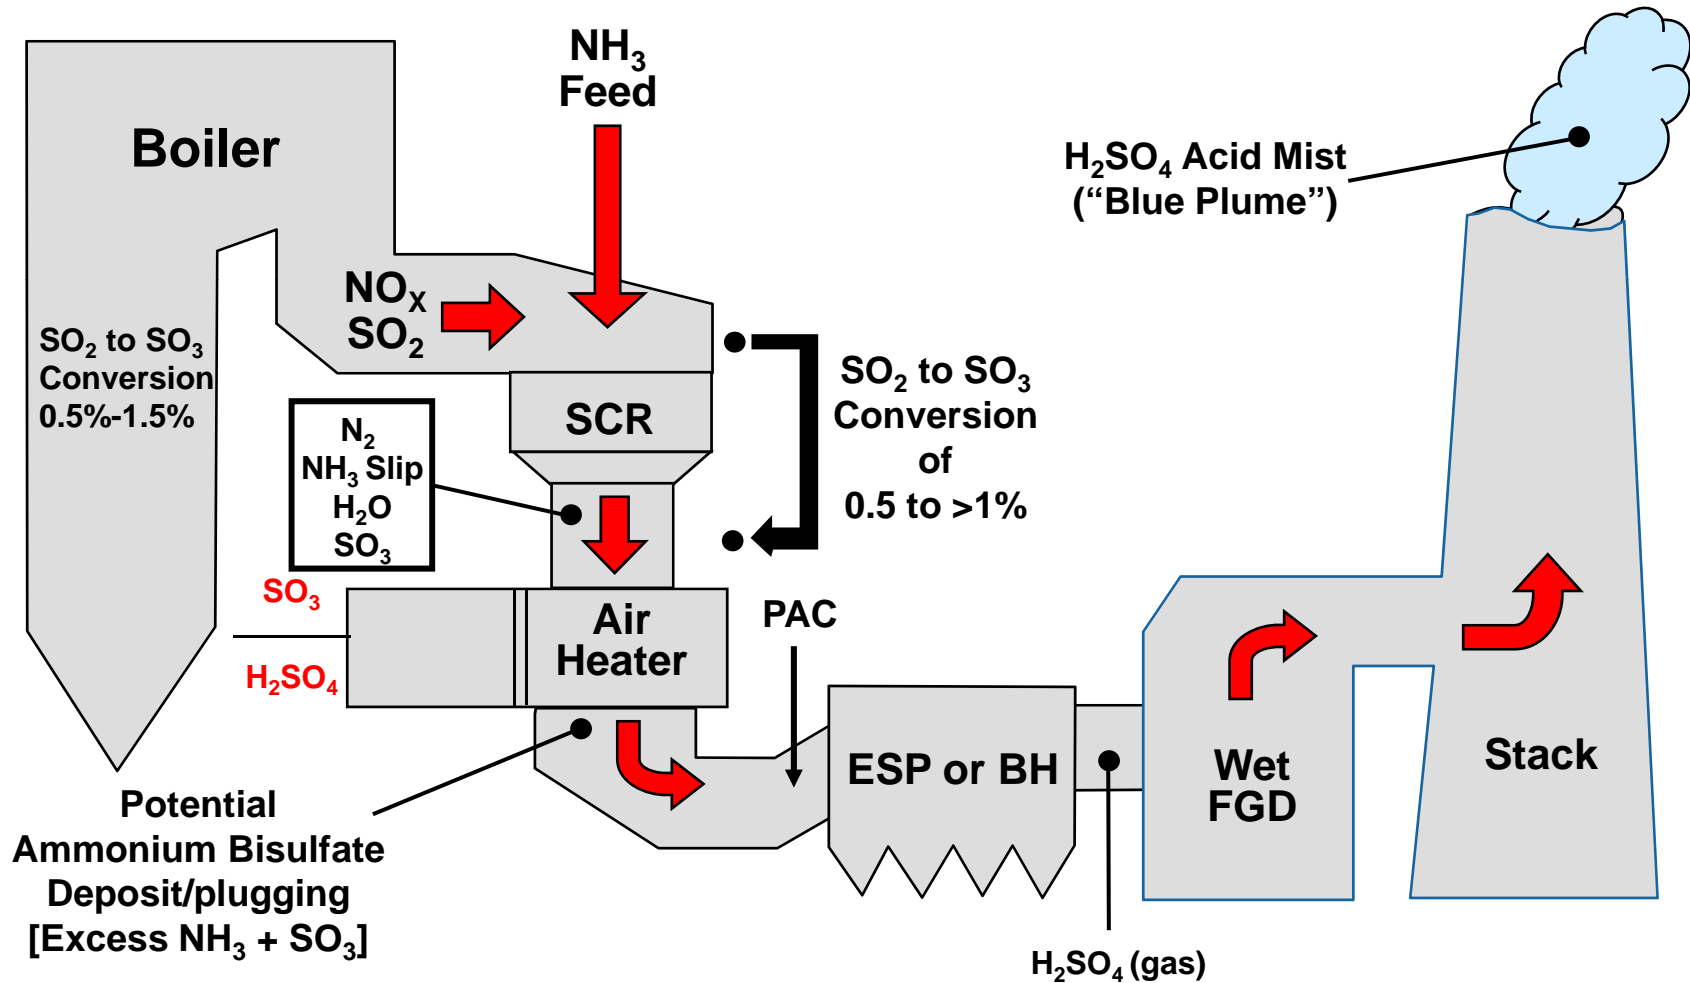 NH₃
Feed
Boiler
H₂SO₄ Acid Mist
(“Blue Plume”)
NOX
SO₂
SO₂ to SO₃
Conversion
0.5%-1.5%
SO₂ to SO₃
Conversion
of
0.5 to >1%
SCR
N₂
NH₃ Slip
H₂O
SO₃
SO₃
H₂SO₄
Air
Heater
PAC
ESP or BH
Wet
FGD
Stack
Potential
Ammonium Bisulfate
Deposit/plugging
[Excess NH₃ + SO₃]
H₂SO₄ (gas)